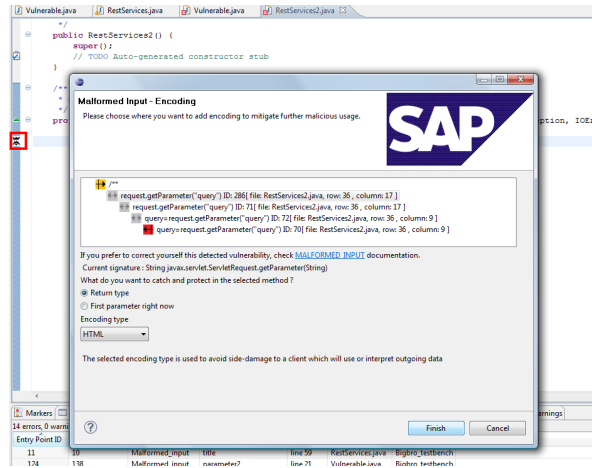 Vulnerable.java RestServices.java Vulnerable.java RestServices2.java
*/
public RestServices2() {
super();
// TODO Auto-generated constructor stub
}
/**
*
*/
pro
ption, IOEr
Malformed Input - Encoding
Please choose where you want to add encoding to mitigate further malicious usage.
SAP
/**
request.getParameter("query") ID: 286[ file: RestServices2.java, row: 36 , column: 17 ]
request.getParameter("query") ID: 71[ file: RestServices2.java, row: 36 , column: 17 ]
query=request.getParameter("query") ID: 72[ file: RestServices2.java, row: 36 , column: 9 ]
query=request.getParameter("query") ID: 70[ file: RestServices2.java, row: 36 , column: 9 ]
If you prefer to correct yourself this detected vulnerability, check MALFORMED INPUT documentation.
Current signature : String javax.servlet.ServletRequest.getParameter(String)
What do you want to catch and protect in the selected method ?
Return type
First parameter right now
Encoding type
HTML
The selected encoding type is used to avoid side-damage to a client which will use or interpret outgoing data
Finish Cancel
Markers
arnings
14 errors, 0 warni
Entry Point ID
11 10 Malformed_input title line 59 RestServices.java Bigbro_testbench
124 138 Malformed_input parameter2 line 21 Vulnerable.java Bigbro_testbench